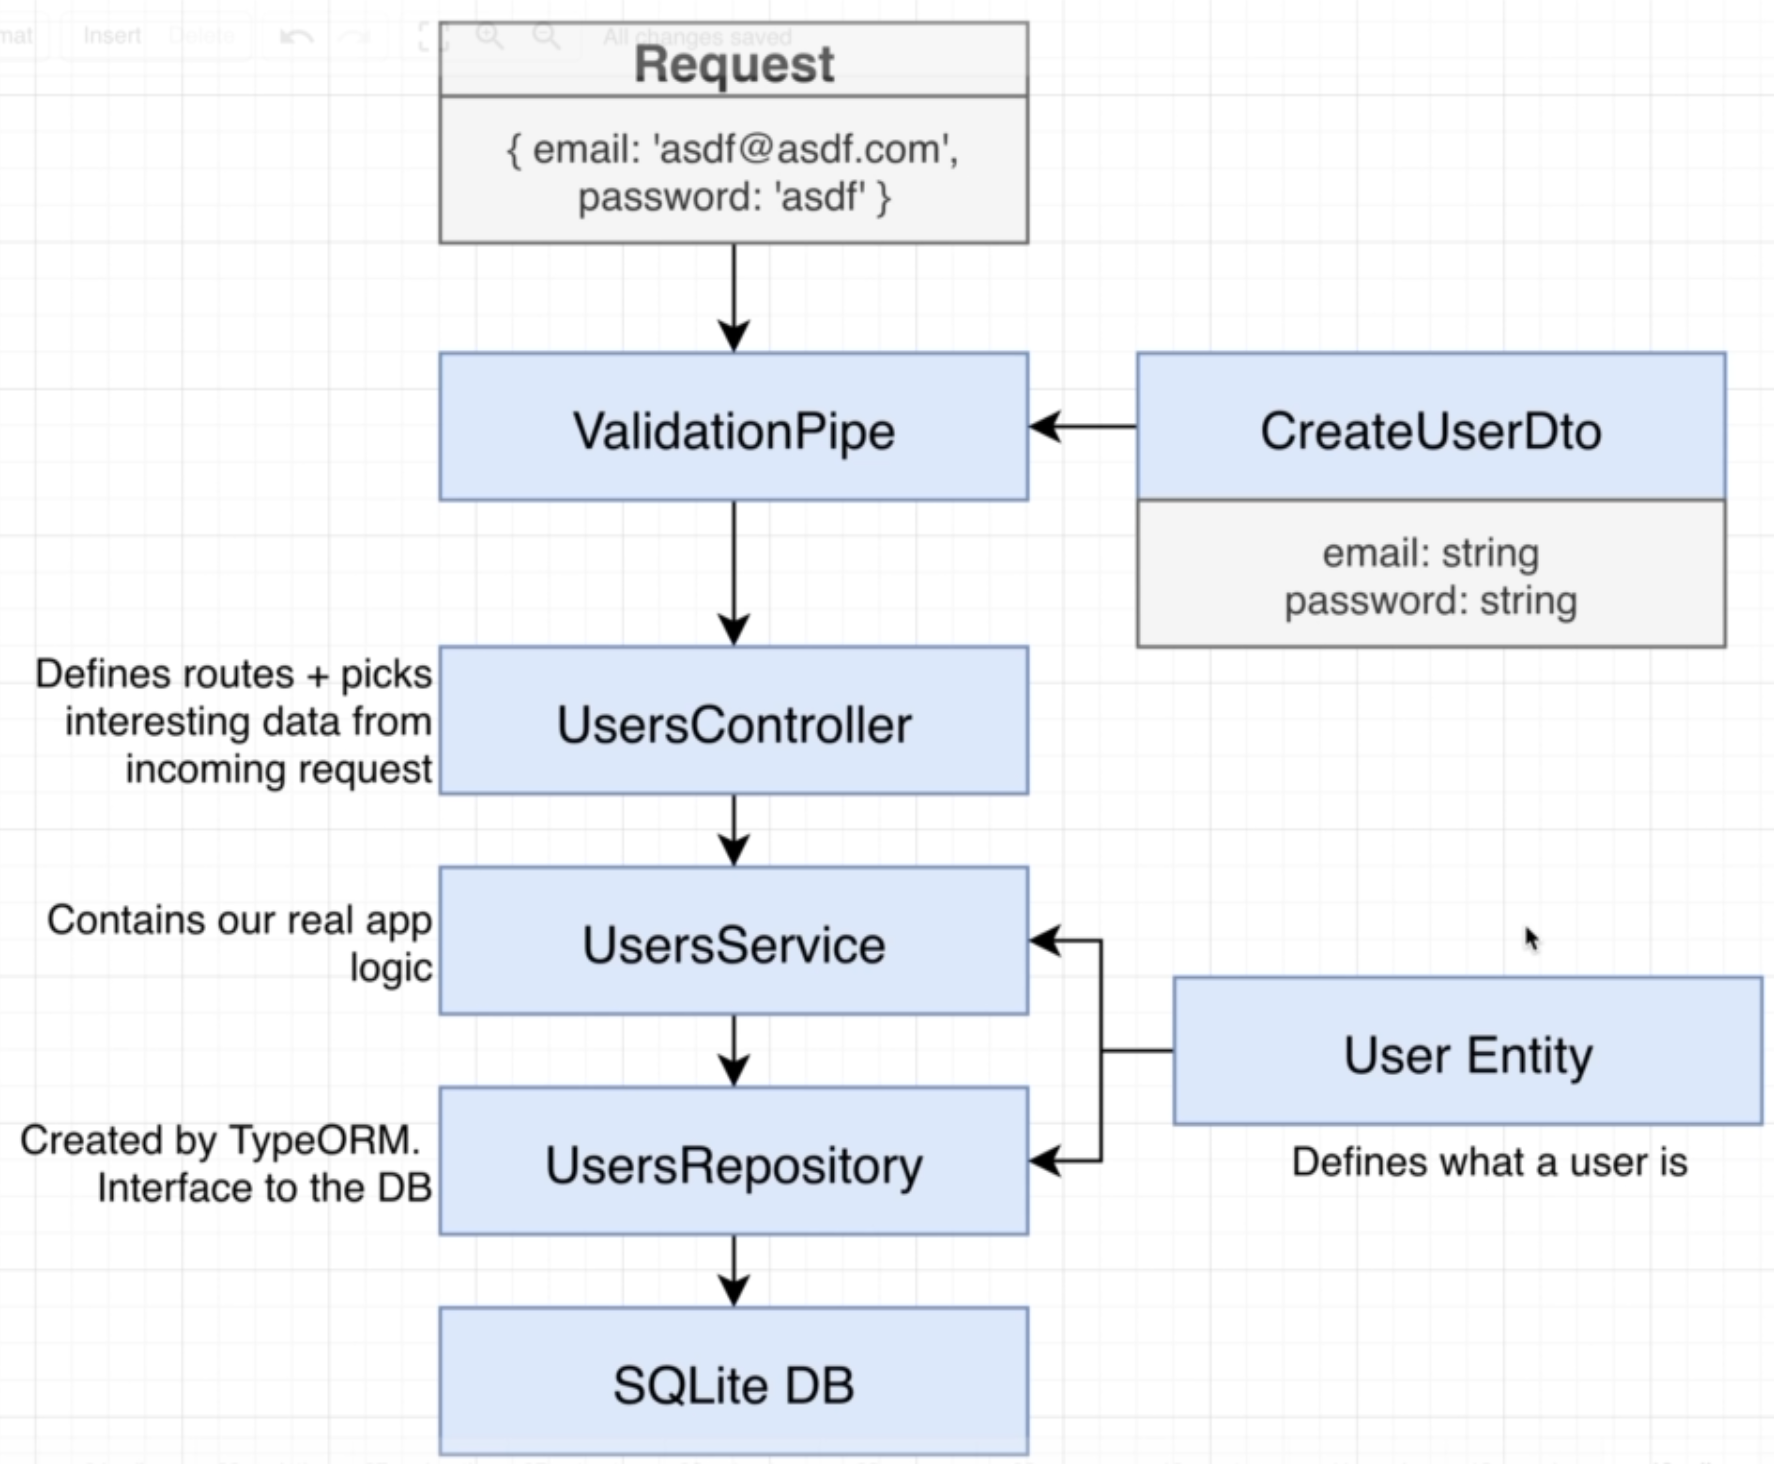 mat Insert Delete All changes saved
Request
{ email: 'asdf@asdf.com',
password: 'asdf' }
ValidationPipe
CreateUserDto
email: string
password: string
Defines routes + picks
interesting data from
incoming request
UsersController
Contains our real app
logic
UsersService
User Entity
Defines what a user is
Created by TypeORM.
Interface to the DB
UsersRepository
SQLite DB